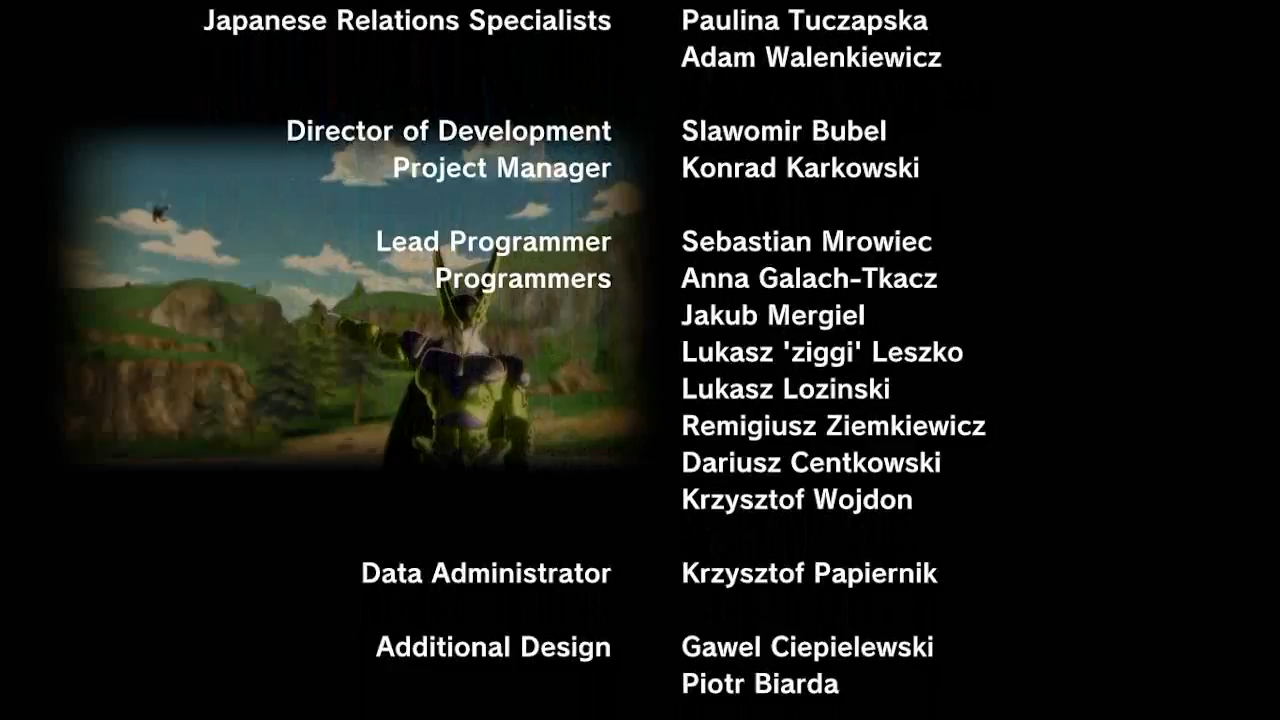 Japanese Relations Specialists Paulina Tuczapska
Adam Walenkiewicz
Director of Development Slawomir Bubel
Project Manager Konrad Karkowski
Lead Programmer Sebastian Mrowiec
Programmers Anna Galach-Tkacz
Jakub Mergiel
Lukasz 'ziggi' Leszko
Lukasz Lozinski
Remigiusz Ziemkiewicz
Dariusz Centkowski
Krzysztof Wojdon
Data Administrator Krzysztof Papiernik
Additional Design Gawel Ciepielewski
Piotr Biarda